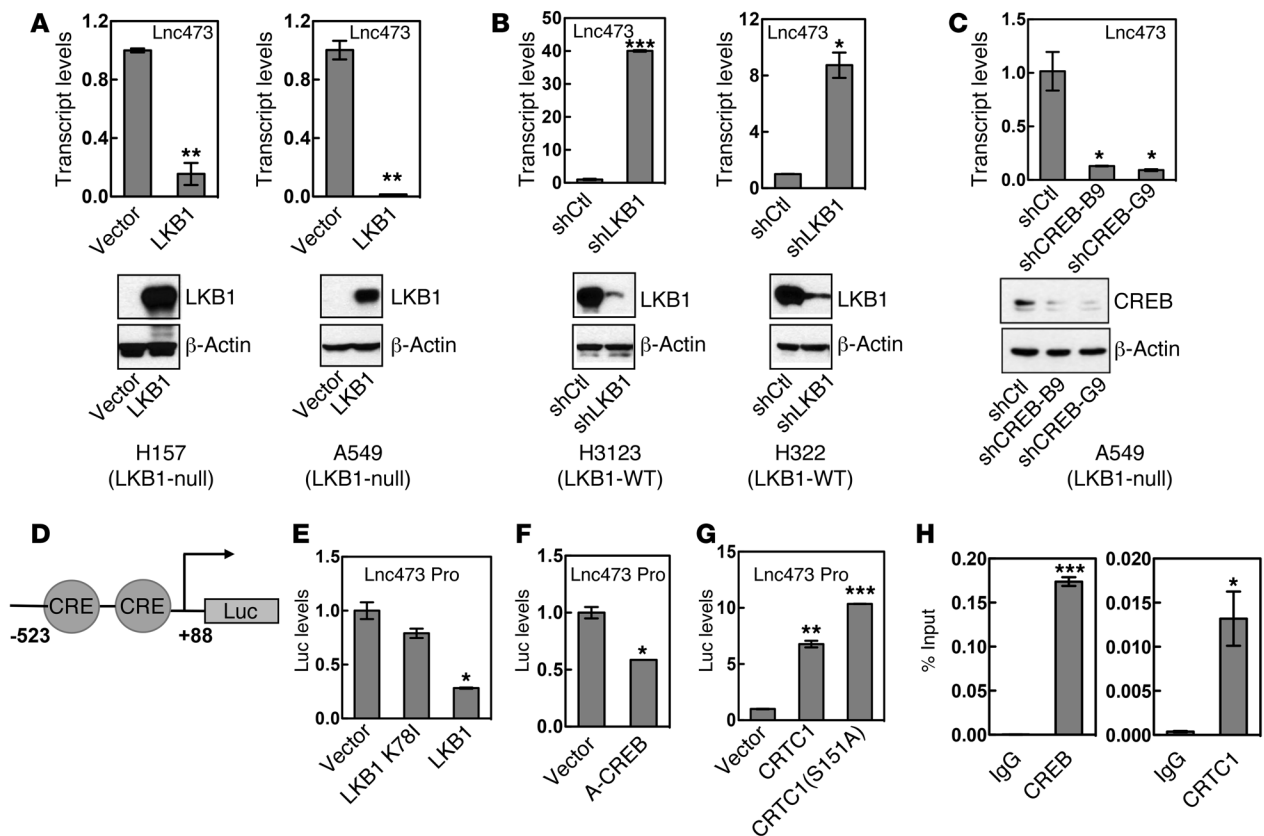 A
Transcript levels
1.2
0.8
0.4
0.0
Lnc473
**
Vector
LKB1
1.2
0.8
0.4
0.0
Lnc473
**
Vector
LKB1
LKB1
β-Actin
Vector
LKB1
H157
(LKB1-null)
LKB1
β-Actin
Vector
LKB1
A549
(LKB1-null)
B
Transcript levels
50
40
30
20
10
0
Lnc473
***
shCtl
shLKB1
12
8
4
0
Lnc473
*
shCtl
shLKB1
LKB1
β-Actin
shCtl
shLKB1
H3123
(LKB1-WT)
LKB1
β-Actin
shCtl
shLKB1
H322
(LKB1-WT)
C
Transcript levels
1.5
1.0
0.5
0.0
Lnc473
*
*
shCtl
shCREB-B9
shCREB-G9
CREB
β-Actin
shCtl
shCREB-B9
shCREB-G9
A549
(LKB1-null)
D
CRE
CRE
Luc
-523
+88
E
Luc levels
1.5
1.0
0.5
0.0
Lnc473 Pro
*
Vector
LKB1 K78I
LKB1
F
Luc levels
1.5
1.0
0.5
0.0
Lnc473 Pro
*
Vector
A-CREB
G
Luc levels
15
10
5
0
Lnc473 Pro
**
***
Vector
CRTC1
CRTC1(S151A)
H
% Input
0.20
0.15
0.10
0.05
0.00
***
IgG
CREB
0.020
0.015
0.010
0.005
0.000
*
IgG
CRTC1